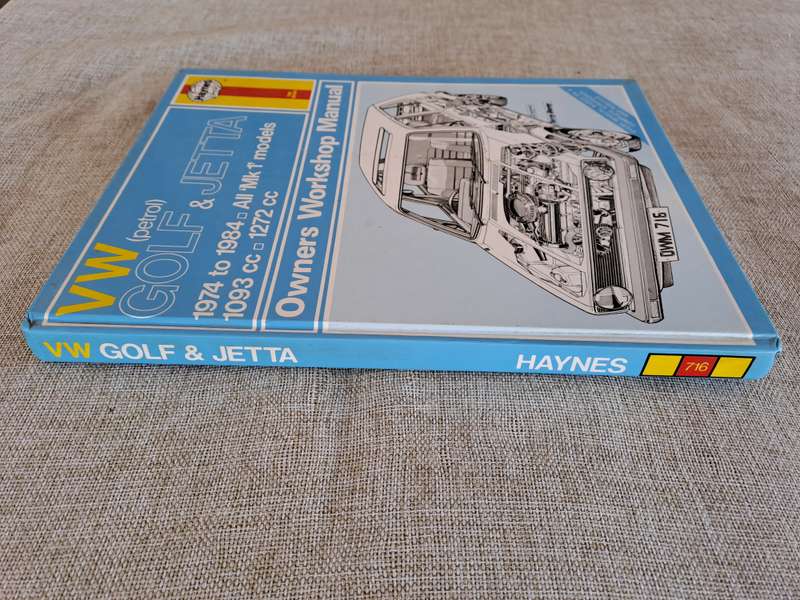 Haynes
VW
(petrol)
GOLF & JETTA
1974 to 1984 □ All 'Mk 1' models
1093 cc □ 1272 cc
Owners Workshop Manual
OWM 716
VW GOLF & JETTA
HAYNES
716